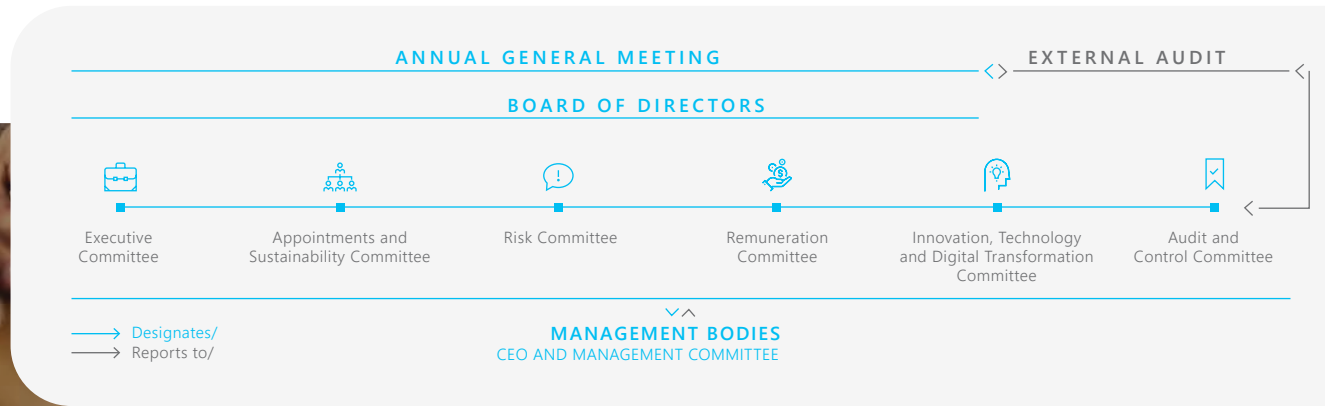 ANNUAL GENERAL MEETING
EXTERNAL AUDIT
BOARD OF DIRECTORS
Executive
Committee
Appointments and
Sustainability Committee
Risk Committee
Remuneration
Committee
Innovation, Technology
and Digital Transformation
Committee
Audit and
Control Committee
Designates/
Reports to/
MANAGEMENT BODIES
CEO AND MANAGEMENT COMMITTEE